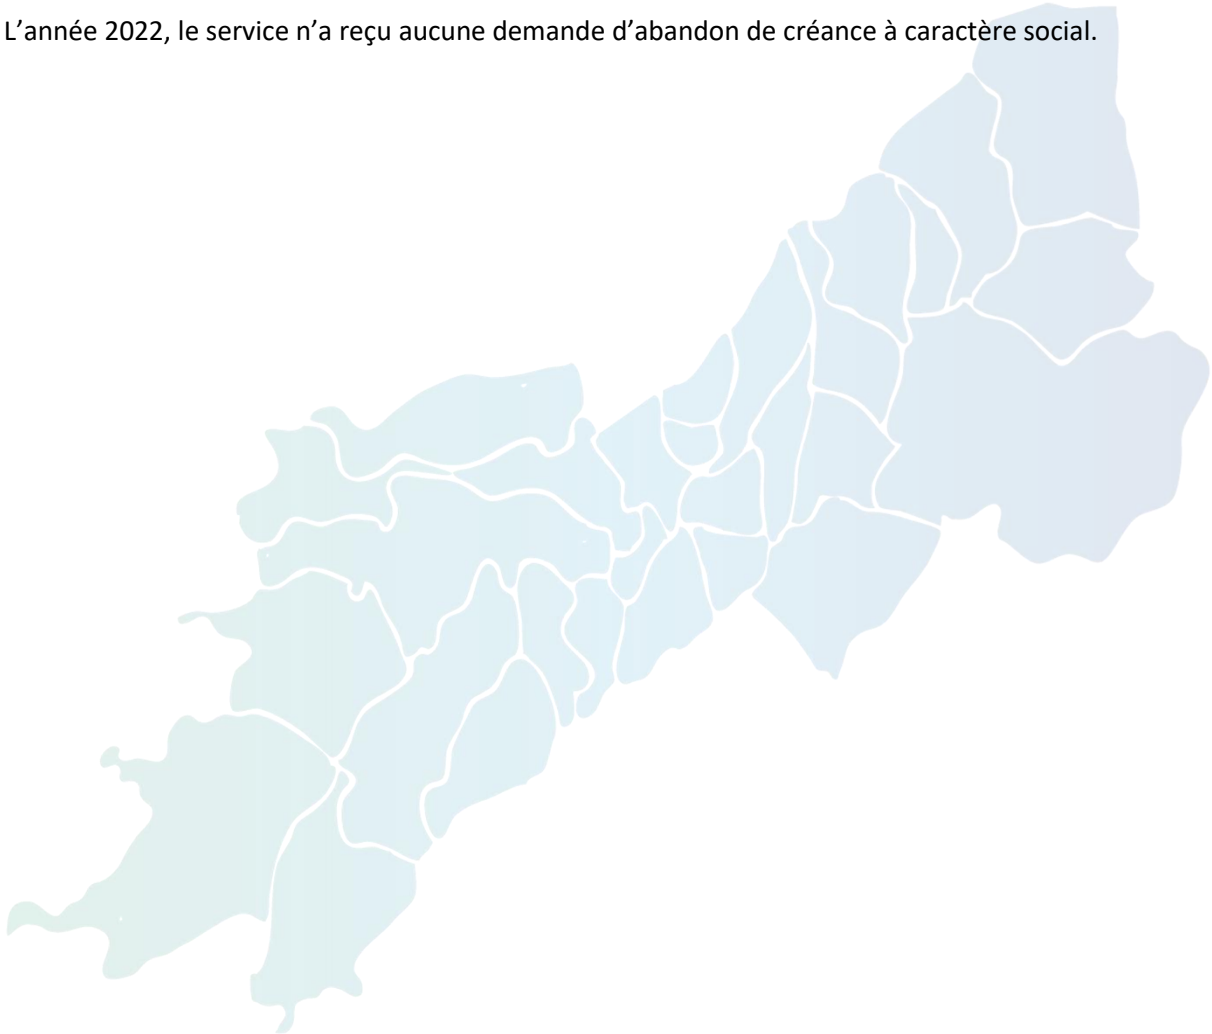 L’année 2022, le service n’a reçu aucune demande d’abandon de créance à caractère social.